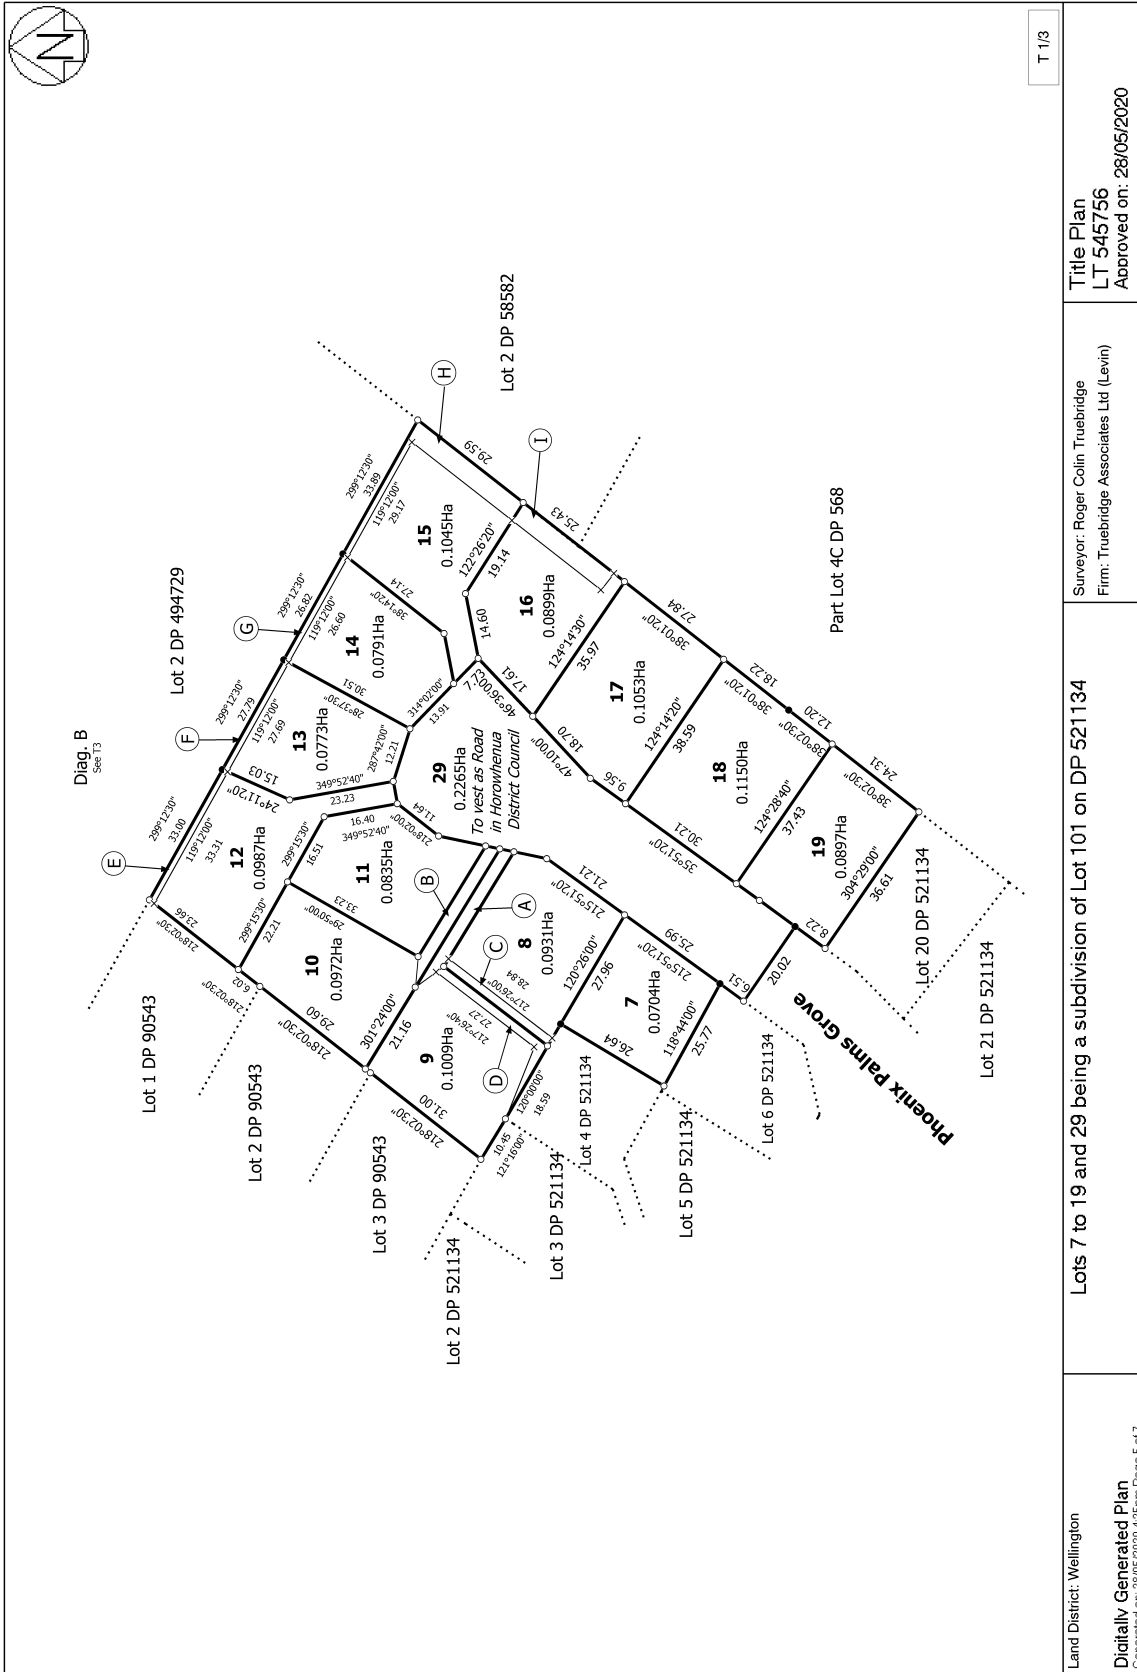 N
T 1/3
Diag. B
See T3
Lot 1 DP 90543
Lot 2 DP 90543
Lot 3 DP 90543
Lot 2 DP 521134
Lot 3 DP 521134
Lot 4 DP 521134
Lot 5 DP 521134
Lot 6 DP 521134
Lot 20 DP 521134
Lot 21 DP 521134
Lot 2 DP 494729
Lot 2 DP 58582
Part Lot 4C DP 568
Phoenix Palms Grove
E
F
G
H
I
A
B
C
D
299°12'30"
33.00
119°12'00"
33.31
299°12'30"
27.79
119°12'00"
27.69
299°12'30"
26.82
119°12'00"
26.60
299°12'30"
33.89
119°12'00"
29.17
12
0.0987Ha
13
0.0773Ha
14
0.0791Ha
15
0.1045Ha
16
0.0899Ha
17
0.1053Ha
18
0.1150Ha
19
0.0897Ha
11
0.0835Ha
10
0.0972Ha
9
0.1009Ha
8
0.0931Ha
7
0.0704Ha
29
0.2265Ha
To vest as Road
in Horowhenua
District Council
218°02'30"
23.66
218°02'30"
6.02
218°02'30"
29.60
218°02'30"
31.00
299°15'30"
22.21
299°15'30"
16.51
24°11'20"
15.03
349°52'40"
23.23
16.40
349°52'40"
29°50'00"
33.23
28°37'30"
30.51
38°14'20"
27.14
287°42'00"
12.21
314°02'00"
13.91
218°02'00"
11.64
7.73
46°36'00"
17.61
14.60
122°26'20"
19.14
29.59
25.43
124°14'30"
35.97
38°01'20"
27.84
47°10'00"
18.70
9.56
124°14'20"
38.59
38°01'20"
18.22
38°02'30"
12.20
35°51'20"
30.21
124°28'40"
37.43
38°02'30"
24.31
304°29'00"
36.61
8.22
20.02
6.51
215°51'20"
21.21
215°51'20"
25.99
120°26'00"
27.96
118°44'00"
25.77
26.64
301°24'00"
21.16
217°26'00"
28.84
217°26'40"
27.27
120°00'00"
18.59
10.45
121°16'00"
Land District: Wellington
Digitally Generated Plan
Generated on: 28/05/2020 4:35pm Page 5 of 7
Lots 7 to 19 and 29 being a subdivision of Lot 101 on DP 521134
Surveyor: Roger Colin Truebridge
Firm: Truebridge Associates Ltd (Levin)
Title Plan
LT 545756
Approved on: 28/05/2020